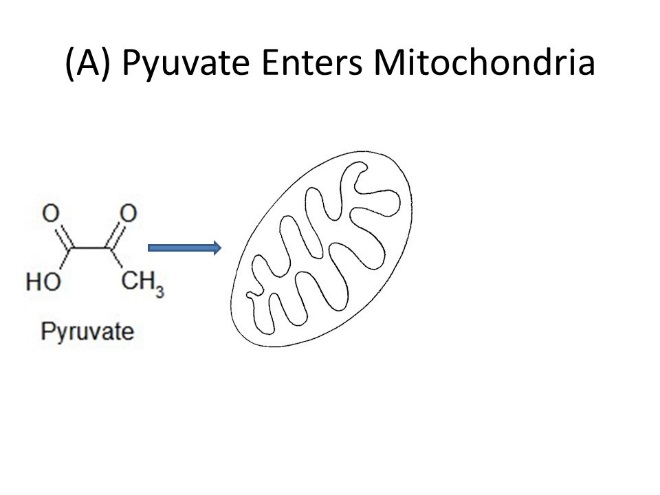 (A) Pyuvate Enters Mitochondria
O O
HO CH3
Pyruvate